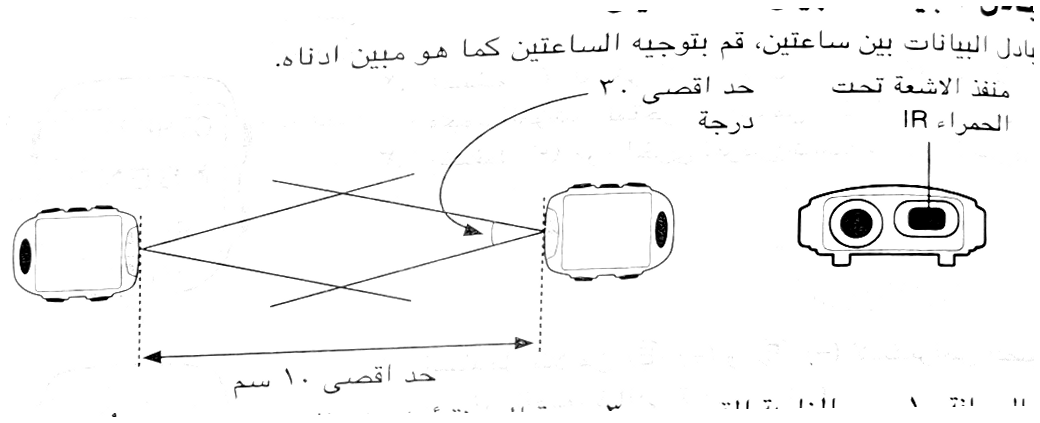 بادل البيانات بين ساعتين، قم بتوجيه الساعتين كما هو مبين ادناه.
منفذ الاشعة تحت
الحمراء IR
حد اقصى ٣٠
درجة
حد اقصى ١٠ سم